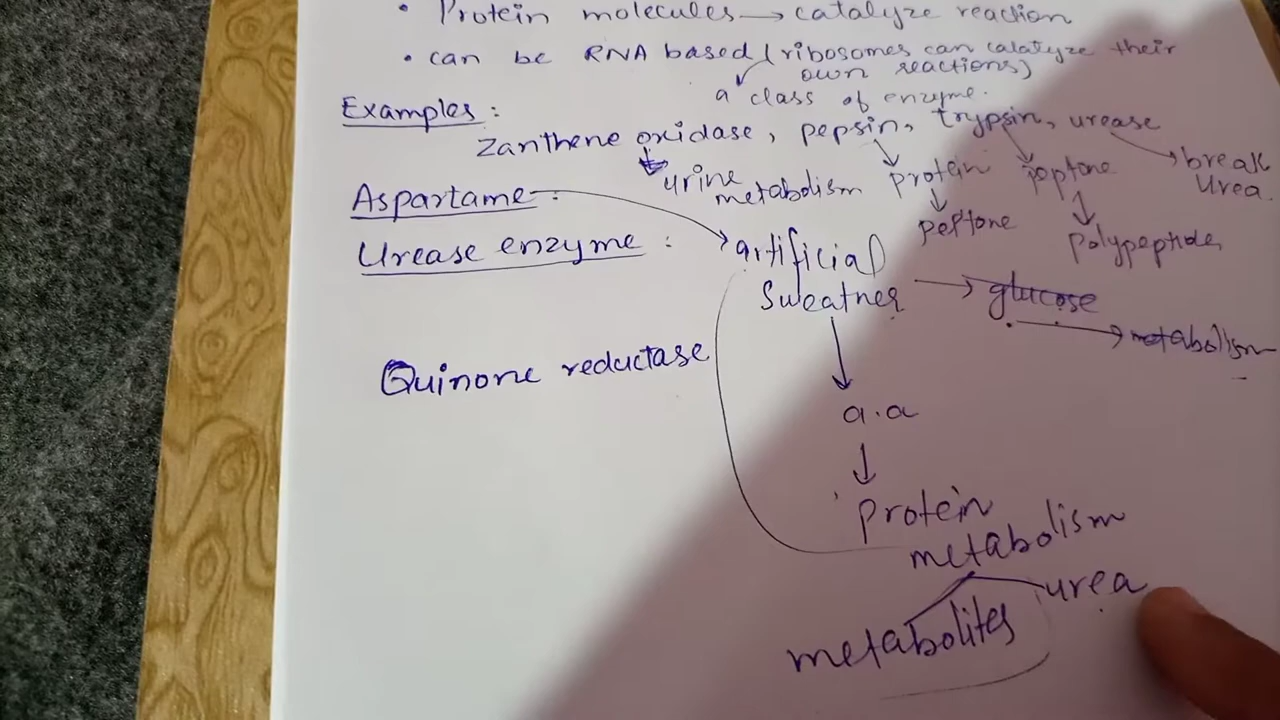 • Protein molecules → catalyze reaction
• can be RNA based (ribosomes can catalyze their
own reactions)
a class of enzyme.
Examples:
Zanthene oxidase, pepsin, trypsin, urease
urine
metabolism
protein
peptone
peptone
polypeptide
break
Urea.
Aspartame :
Urease enzyme :
artificial
Sweatner → glucose
→ metabolism
Quinone reductase
a.a
protein
metabolism
urea
metabolites